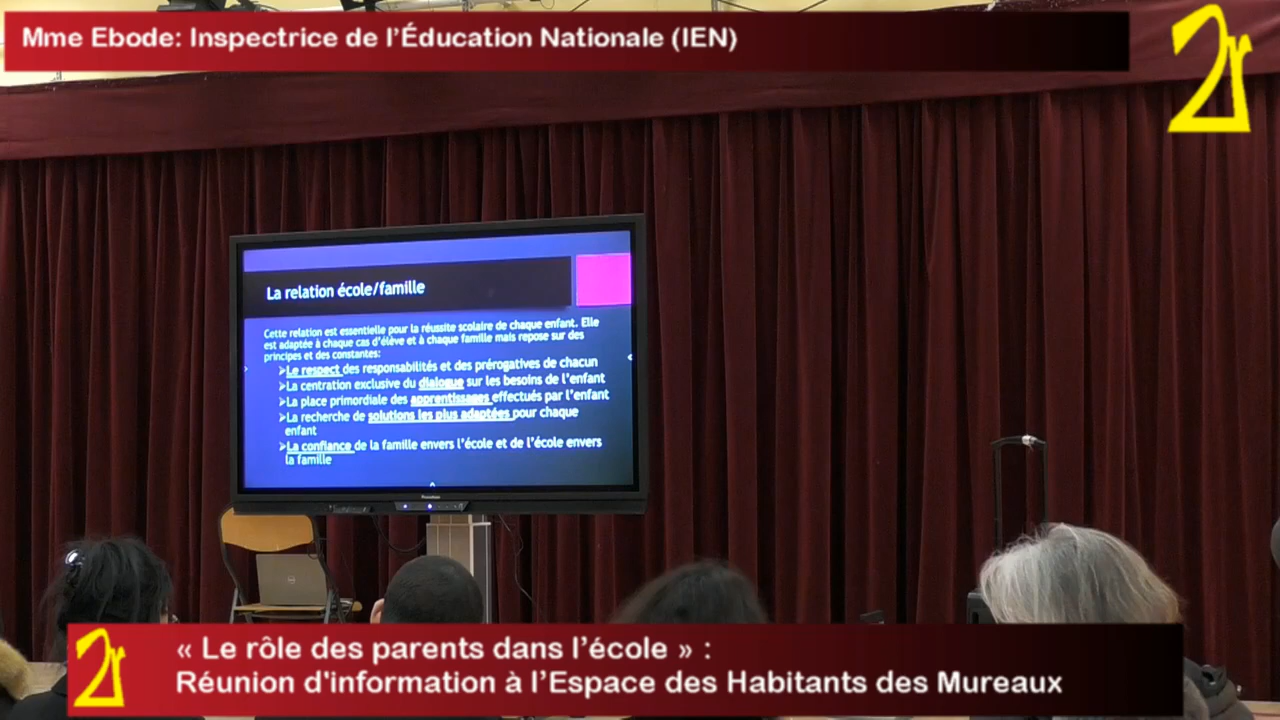 Mme Ebode: Inspectrice de l’Éducation Nationale (IEN)
2r
La relation école/famille
Cette relation est essentielle pour la réussite scolaire de chaque enfant. Elle
est adaptée à chaque cas d’élève et à chaque famille mais repose sur des
principes et des constantes:
➢Le respect des responsabilités et des prérogatives de chacun
➢La centration exclusive du dialogue sur les besoins de l’enfant
➢La place primordiale des apprentissages effectués par l’enfant
➢La recherche de solutions les plus adaptées pour chaque
enfant
➢La confiance de la famille envers l’école et de l’école envers
la famille
2r
« Le rôle des parents dans l’école » :
Réunion d'information à l’Espace des Habitants des Mureaux